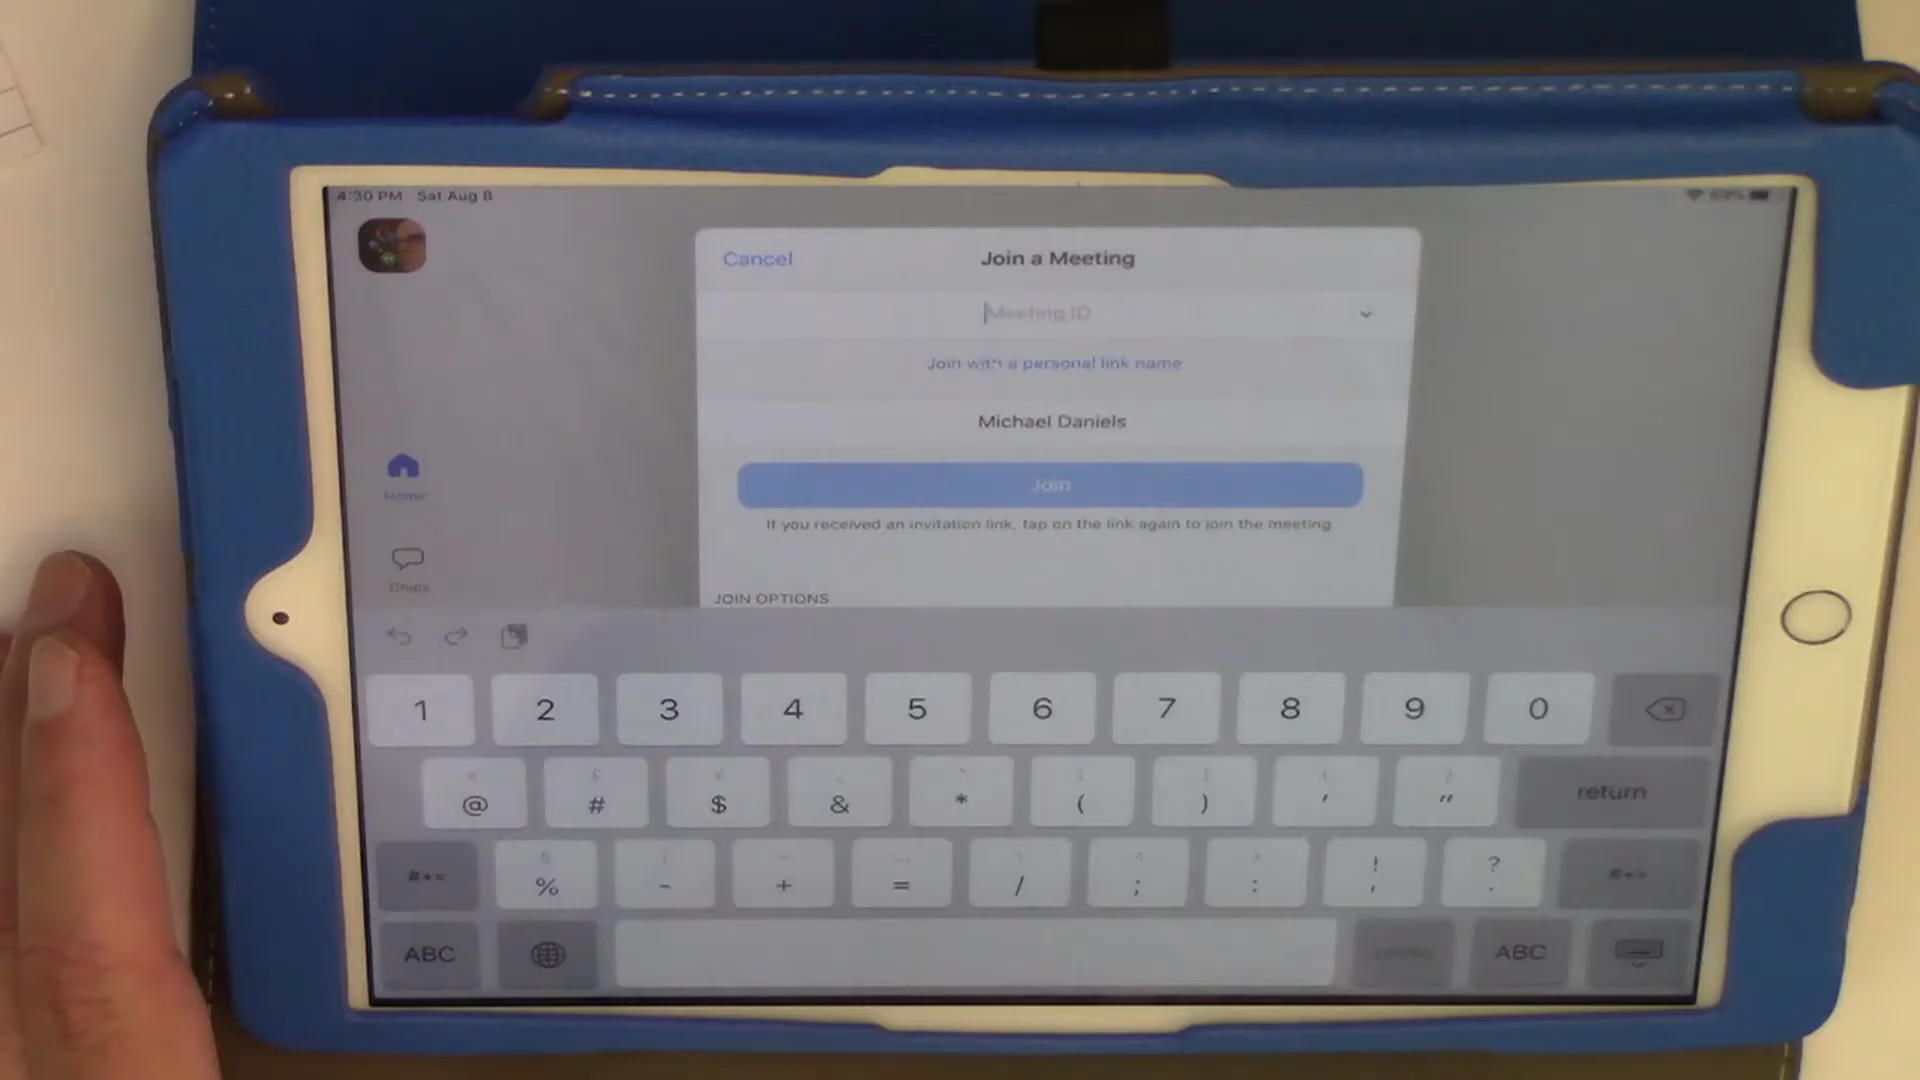 4:30 PM Sat Aug 8
Cancel Join a Meeting
Meeting ID
Join with a personal link name
Michael Daniels
Join
If you received an invitation link, tap on the link again to join the meeting
Home
Chats
JOIN OPTIONS
1 2 3 4 5 6 7 8 9 0
@ # $ & * ( ) ' " return
#+= % - + = / ; : ! , ? . #+=
ABC ABC